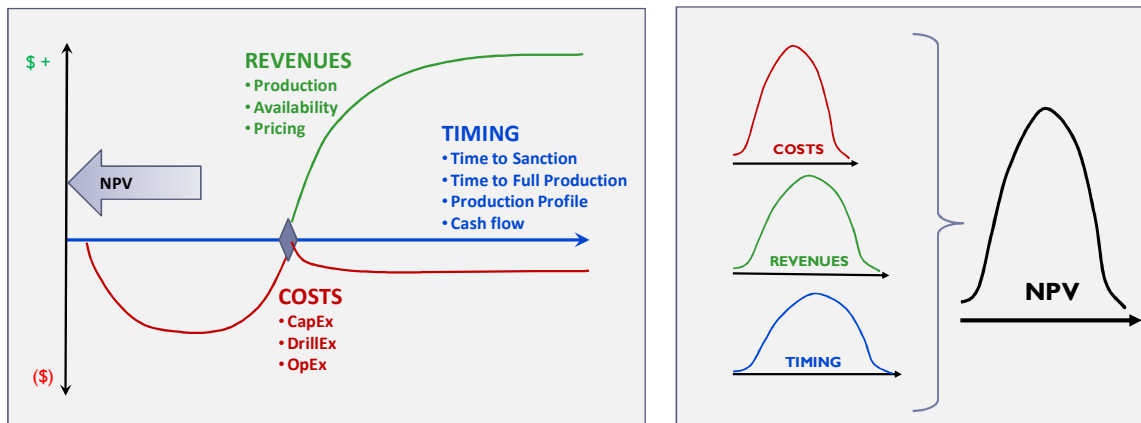 $ +
REVENUES
• Production
• Availability
• Pricing
TIMING
• Time to Sanction
• Time to Full Production
• Production Profile
• Cash flow
NPV
COSTS
• CapEx
• DrillEx
• OpEx
($)
COSTS
REVENUES
TIMING
NPV